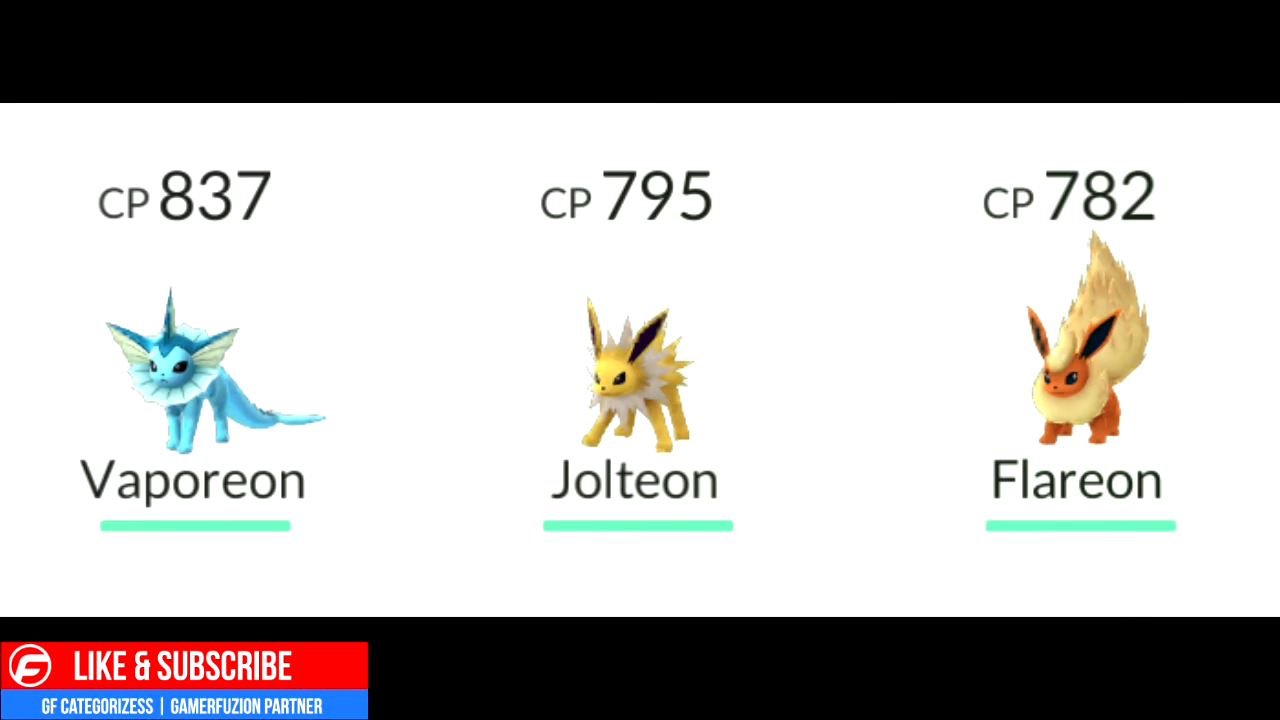 CP 837
CP 795
CP 782
Vaporeon
Jolteon
Flareon
LIKE & SUBSCRIBE
GF CATEGORIZESS | GAMERFUZION PARTNER